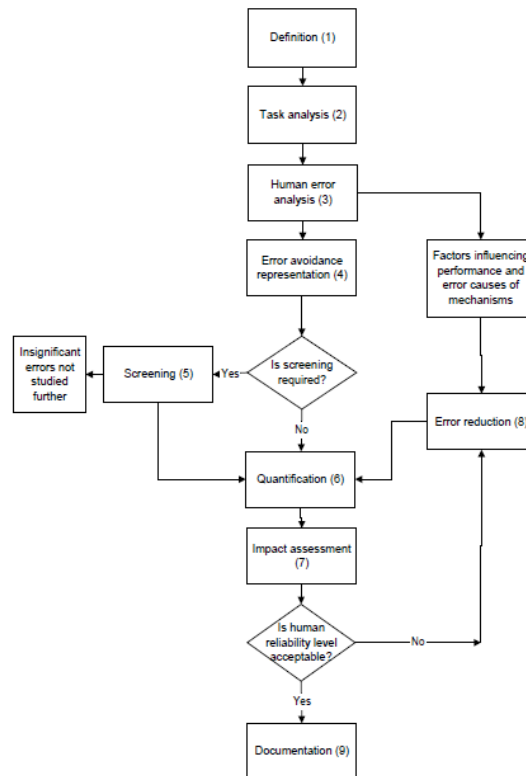 Definition (1)
Task analysis (2)
Human error
analysis (3)
Error avoidance
representation (4)
Factors influencing
performance and
error causes of
mechanisms
Insignificant
errors not
studied further
Screening (5)
Yes
Is screening
required?
No
Error reduction (8)
Quantification (6)
Impact assessment
(7)
Is human
reliability level
acceptable?
No
Yes
Documentation (9)